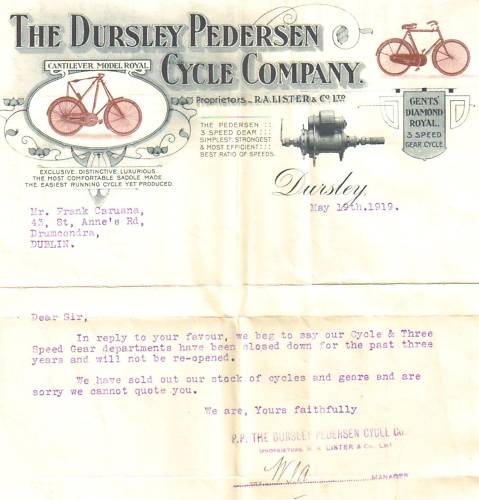 THE DURSLEY PEDERSEN
CYCLE COMPANY.
CANTILEVER MODEL ROYAL
Proprietors R.A. LISTER & Co LTD
THE PEDERSEN
3 SPEED GEAR
SIMPLEST, STRONGEST
& MOST EFFICIENT
BEST RATIO OF SPEEDS.
GENTS'
DIAMOND
ROYAL.
3 SPEED
GEAR CYCLE.
EXCLUSIVE. DISTINCTIVE. LUXURIOUS.
THE MOST COMFORTABLE SADDLE MADE.
THE EASIEST RUNNING CYCLE YET PRODUCED.
Dursley,
May 19th.1919.
Mr. Frank Caruana,
43, St, Anne's Rd,
Drumcondra,
DUBLIN.
Dear Sir,
In reply to your favour, we beg to say our Cycle & Three
Speed Gear departments have been closed down for the past three
years and will not be re-opened.
We have sold out our stock of cycles and gears and are
sorry we cannot quote you.
We are, Yours faithfully
P.P. THE DURSLEY PEDERSEN CYCLE Co.
(PROPRIETORS, R. A. LISTER & Co., Ld.)
MANAGER